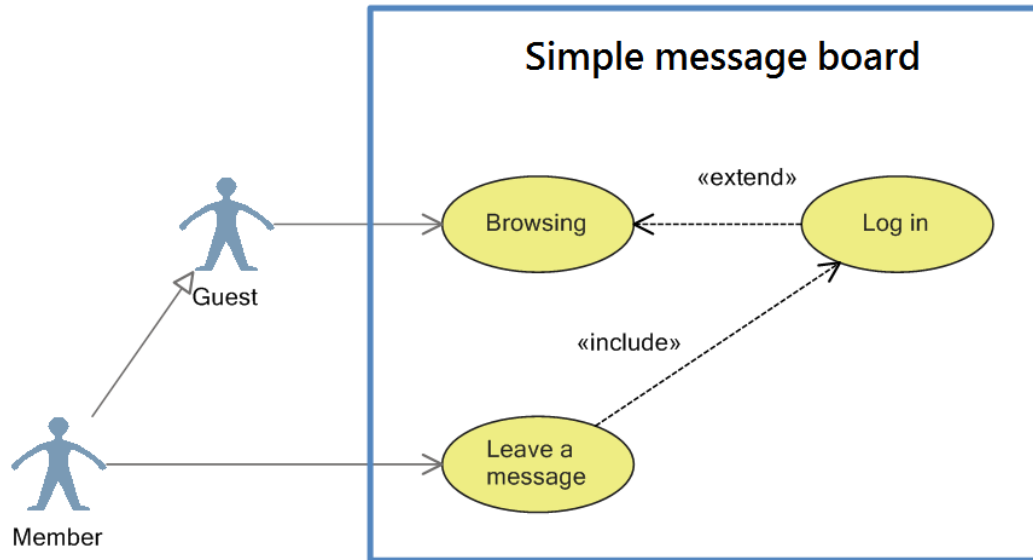 Simple message board
«extend»
Browsing
Log in
Guest
«include»
Leave a
message
Member